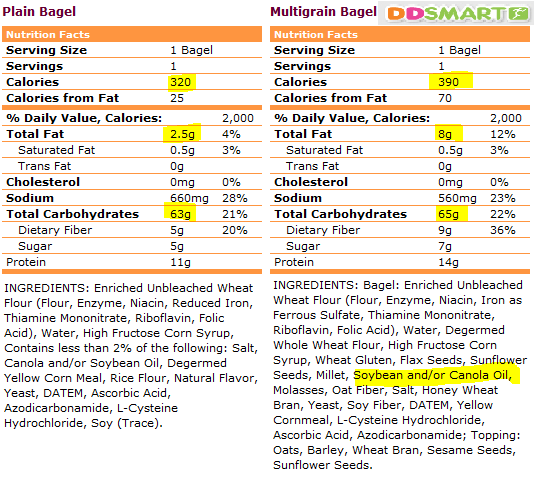 Plain Bagel
Nutrition Facts
Serving Size 1 Bagel
Servings 1
Calories 320
Calories from Fat 25
% Daily Value, Calories: 2,000
Total Fat 2.5g 4%
Saturated Fat 0.5g 3%
Trans Fat 0g
Cholesterol 0mg 0%
Sodium 660mg 28%
Total Carbohydrates 63g 21%
Dietary Fiber 5g 20%
Sugar 5g
Protein 11g
INGREDIENTS: Enriched Unbleached Wheat
Flour (Flour, Enzyme, Niacin, Reduced Iron,
Thiamine Mononitrate, Riboflavin, Folic
Acid), Water, High Fructose Corn Syrup,
Contains less than 2% of the following: Salt,
Canola and/or Soybean Oil, Degermed
Yellow Corn Meal, Rice Flour, Natural Flavor,
Yeast, DATEM, Ascorbic Acid,
Azodicarbonamide, L-Cysteine
Hydrochloride, Soy (Trace).
Multigrain Bagel DDSMART
Nutrition Facts
Serving Size 1 Bagel
Servings 1
Calories 390
Calories from Fat 70
% Daily Value, Calories: 2,000
Total Fat 8g 12%
Saturated Fat 0.5g 3%
Trans Fat 0g
Cholesterol 0mg 0%
Sodium 560mg 23%
Total Carbohydrates 65g 22%
Dietary Fiber 9g 36%
Sugar 7g
Protein 14g
INGREDIENTS: Bagel: Enriched Unbleached
Wheat Flour (Flour, Enzyme, Niacin, Iron as
Ferrous Sulfate, Thiamine Mononitrate,
Riboflavin, Folic Acid), Water, Degermed
Whole Wheat Flour, High Fructose Corn
Syrup, Wheat Gluten, Flax Seeds, Sunflower
Seeds, Millet, Soybean and/or Canola Oil,
Molasses, Oat Fiber, Salt, Honey Wheat
Bran, Yeast, Soy Fiber, DATEM, Yellow
Cornmeal, L-Cysteine Hydrochloride,
Ascorbic Acid, Azodicarbonamide; Topping:
Oats, Barley, Wheat Bran, Sesame Seeds,
Sunflower Seeds.